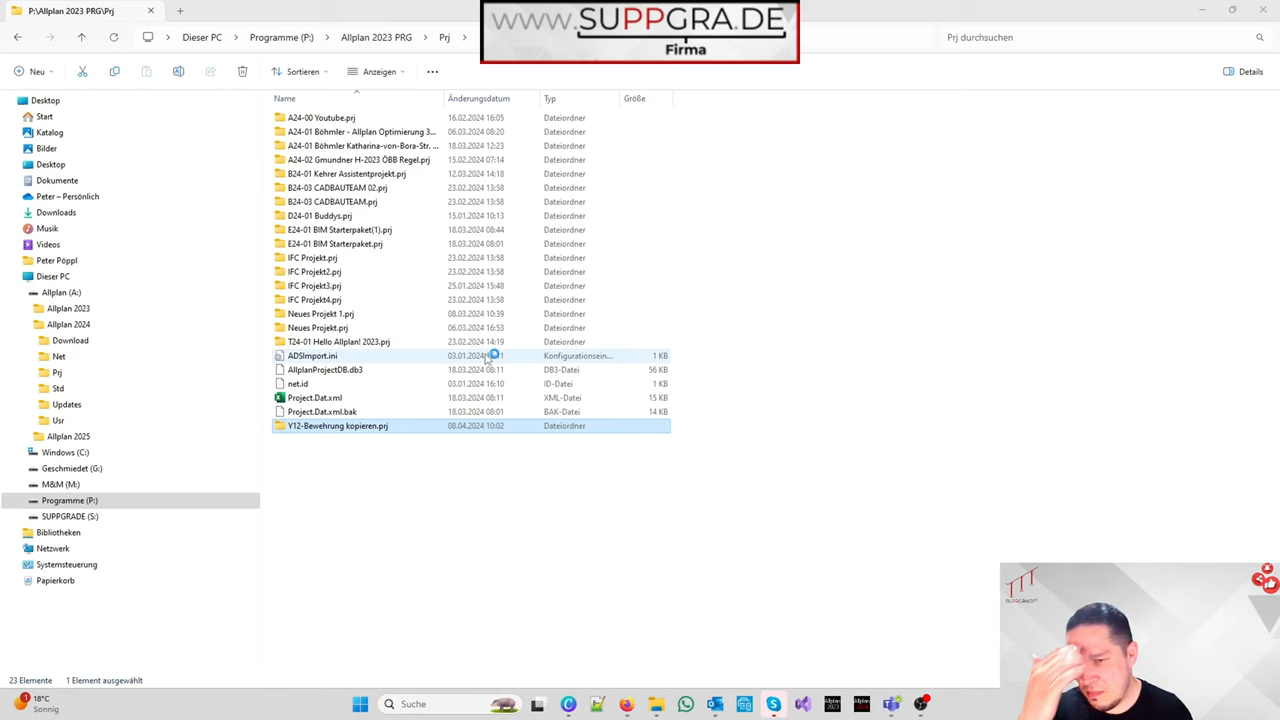 P:\Allplan 2023 PRG\Prj
WWW.SUPPGRA.DE
Firma
Dieser PC > Programme (P:) > Allplan 2023 PRG > Prj >
Prj durchsuchen
Neu
Sortieren
Anzeigen
Details
Name Änderungsdatum Typ Größe
Desktop
Start
Katalog
Bilder
Desktop
Dokumente
Peter – Persönlich
Downloads
Musik
Videos
Peter Pöppl
Dieser PC
Allplan (A:)
Allplan 2023
Allplan 2024
Download
Net
Prj
Std
Updates
Usr
Allplan 2025
Windows (C:)
Geschmiedet (G:)
M&M (M:)
Programme (P:)
SUPPGRADE (S:)
Bibliotheken
Netzwerk
Systemsteuerung
Papierkorb
A24-00 Youtube.prj 16.02.2024 16:05 Dateiordner
A24-01 Böhmler - Allplan Optimierung 3... 06.03.2024 08:20 Dateiordner
A24-01 Böhmler Katharina-von-Bora-Str. ... 18.03.2024 12:23 Dateiordner
A24-02 Gmundner H-2023 ÖBB Regel.prj 15.02.2024 07:14 Dateiordner
B24-01 Kehrer Assistentprojekt.prj 12.03.2024 14:18 Dateiordner
B24-03 CADBAUTEAM 02.prj 23.02.2024 13:58 Dateiordner
B24-03 CADBAUTEAM.prj 23.02.2024 13:58 Dateiordner
D24-01 Buddys.prj 15.01.2024 10:13 Dateiordner
E24-01 BIM Starterpaket(1).prj 18.03.2024 08:44 Dateiordner
E24-01 BIM Starterpaket.prj 18.03.2024 08:01 Dateiordner
IFC Projekt.prj 23.02.2024 13:58 Dateiordner
IFC Projekt2.prj 23.02.2024 13:58 Dateiordner
IFC Projekt3.prj 25.01.2024 15:48 Dateiordner
IFC Projekt4.prj 23.02.2024 13:58 Dateiordner
Neues Projekt 1.prj 08.03.2024 10:39 Dateiordner
Neues Projekt.prj 06.03.2024 16:53 Dateiordner
T24-01 Hello Allplan! 2023.prj 23.02.2024 14:19 Dateiordner
ADSImport.ini 03.01.2024 Konfigurationsein... 1 KB
AllplanProjectDB.db3 18.03.2024 08:11 DB3-Datei 56 KB
net.id 03.01.2024 16:10 ID-Datei 1 KB
Project.Dat.xml 18.03.2024 08:11 XML-Datei 15 KB
Project.Dat.xml.bak 18.03.2024 08:01 BAK-Datei 14 KB
Y12-Bewehrung kopieren.prj 08.04.2024 10:02 Dateiordner
SUPPGRADE
23 Elemente 1 Element ausgewählt
1
18°C
Sonnig
Suche